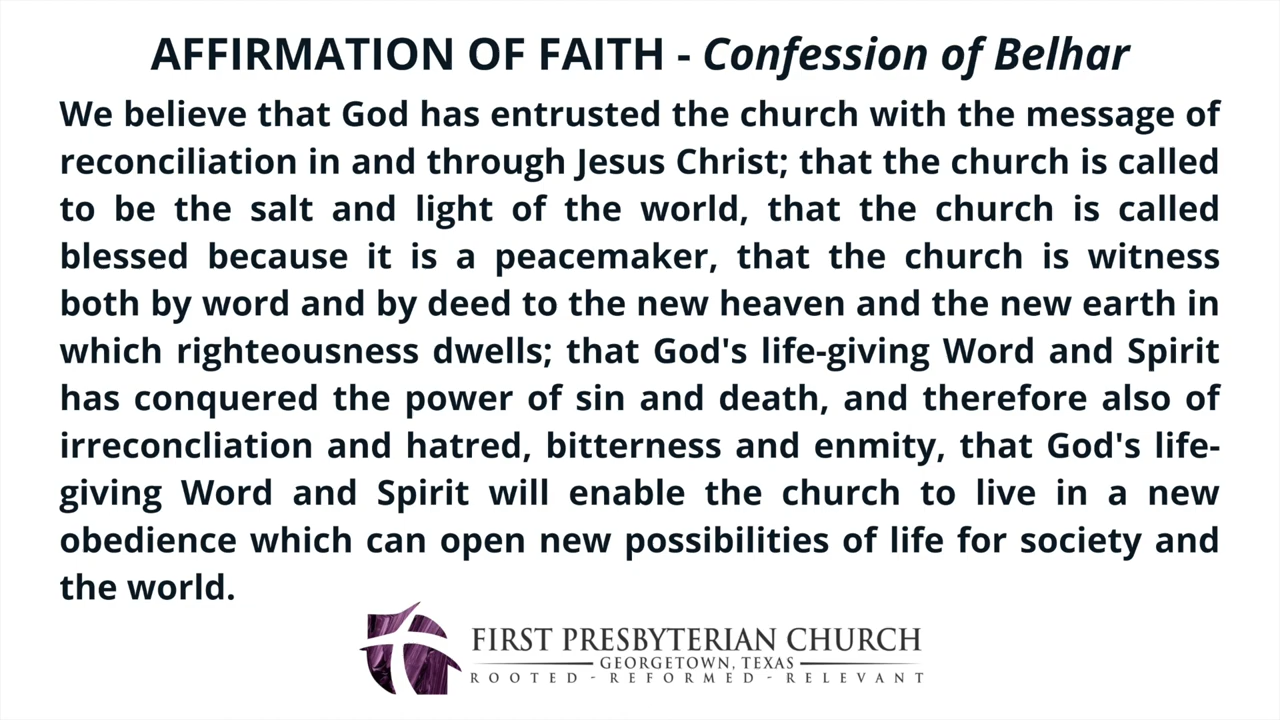 AFFIRMATION OF FAITH - Confession of Belhar
We believe that God has entrusted the church with the message of
reconciliation in and through Jesus Christ; that the church is called
to be the salt and light of the world, that the church is called
blessed because it is a peacemaker, that the church is witness
both by word and by deed to the new heaven and the new earth in
which righteousness dwells; that God's life-giving Word and Spirit
has conquered the power of sin and death, and therefore also of
irreconcliation and hatred, bitterness and enmity, that God's life-
giving Word and Spirit will enable the church to live in a new
obedience which can open new possibilities of life for society and
the world.
FIRST PRESBYTERIAN CHURCH
GEORGETOWN, TEXAS
ROOTED - REFORMED - RELEVANT